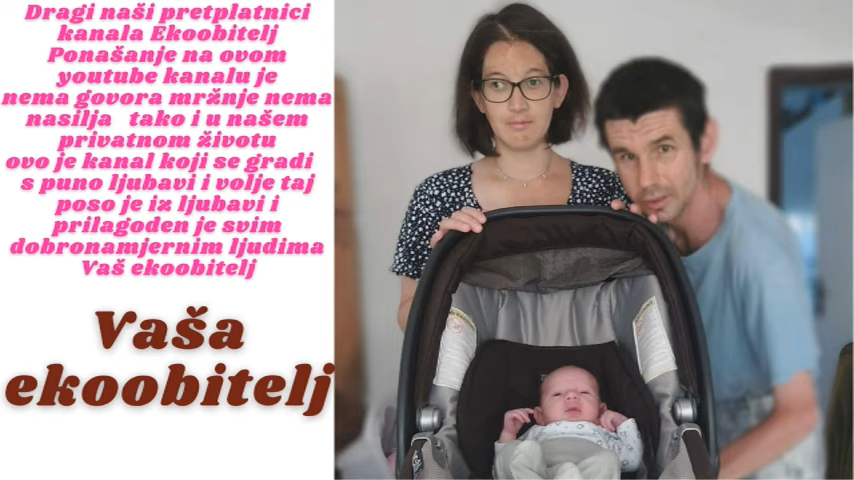 Dragi naši pretplatnici
kanala Ekoobitelj
Ponašanje na ovom
youtube kanalu je
nema govora mržnje nema
nasilja tako i u našem
privatnom životu
ovo je kanal koji se gradi
s puno ljubavi i volje taj
poso je iz ljubavi i
prilagođen je svim
dobronamjernim ljudima
Vaš ekoobitelj
Vaša
ekoobitelj